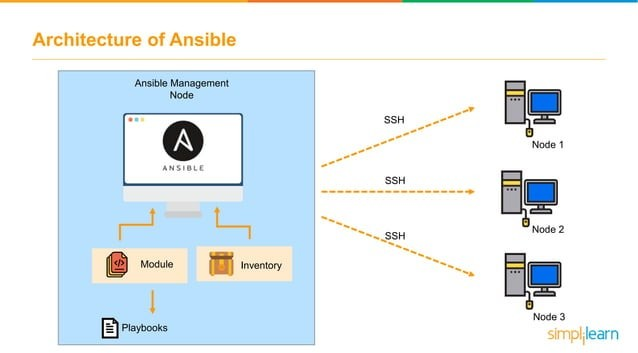 Architecture of Ansible
Ansible Management
Node
ANSIBLE
Module
Inventory
Playbooks
SSH
SSH
SSH
Node 1
Node 2
Node 3
simplilearn